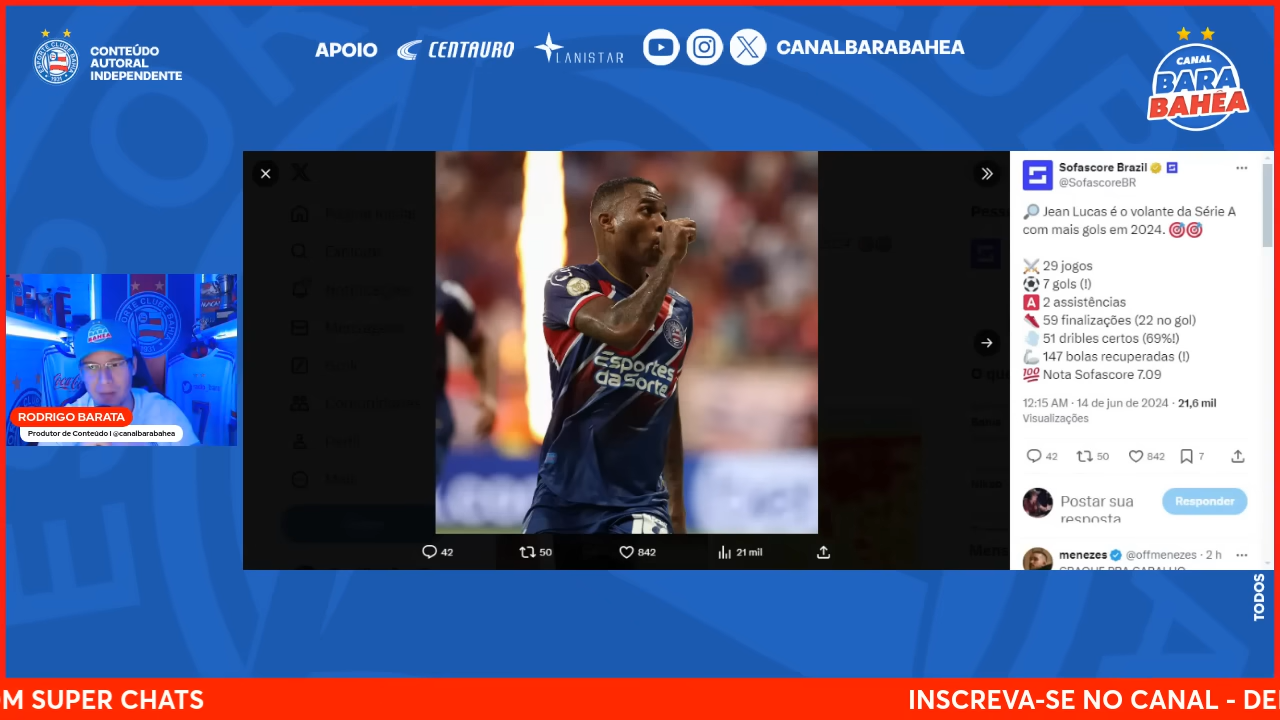 CONTEÚDO
AUTORAL
INDEPENDENTE
APOIO
CENTAURO
LANISTAR
CANALBARABAHEA
CANAL
BARA
BAHÊA
RODRIGO BARATA
Produtor de Conteúdo | @canalbarabahea
Esportes
da Sorte
42
50
842
21 mil
Sofascore Brazil
@SofascoreBR
Jean Lucas é o volante da Série A
com mais gols em 2024.
29 jogos
7 gols (!)
2 assistências
59 finalizações (22 no gol)
51 dribles certos (69%!)
147 bolas recuperadas (!)
Nota Sofascore 7.09
12:15 AM · 14 de jun de 2024 · 21,6 mil
Visualizações
42
50
842
7
Postar sua
resposta
Responder
menezes @offmenezes · 2 h
TODOS
OM SUPER CHATS
INSCREVA-SE NO CANAL - DE